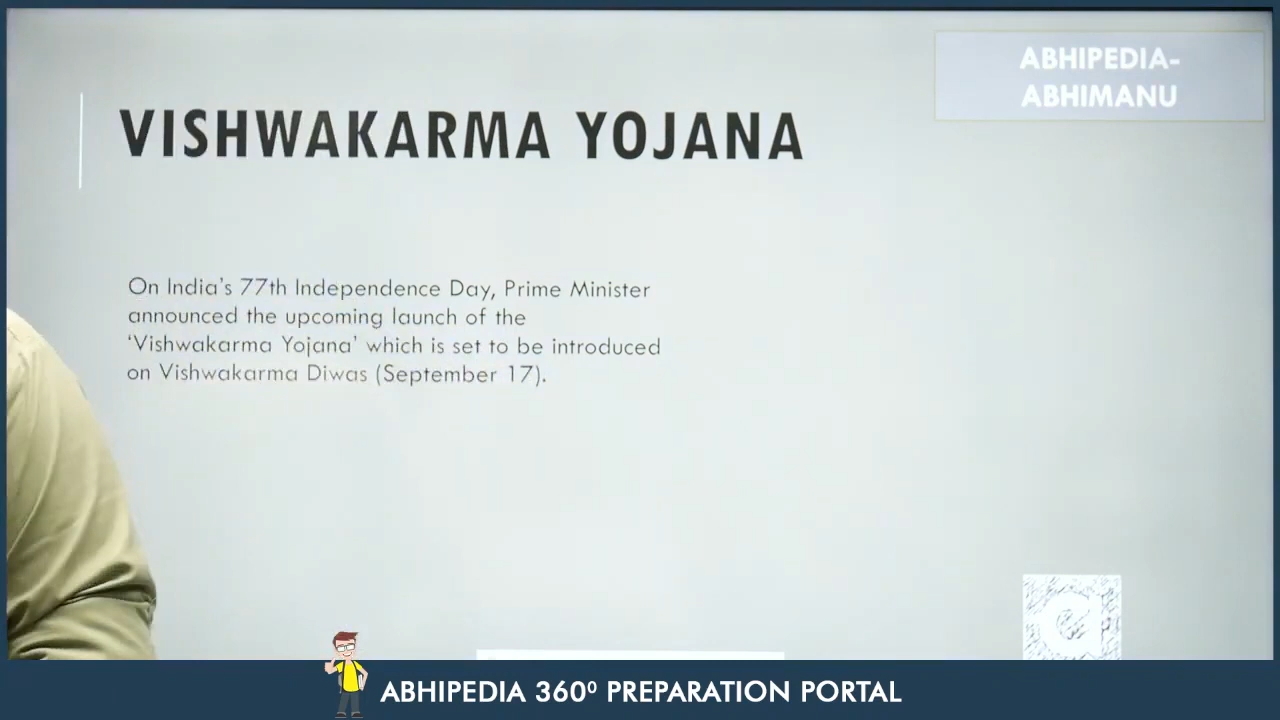 ABHIPEDIA-
ABHIMANU
VISHWAKARMA YOJANA
On India's 77th Independence Day, Prime Minister
announced the upcoming launch of the
‘Vishwakarma Yojana’ which is set to be introduced
on Vishwakarma Diwas (September 17).
ABHIPEDIA 360⁰ PREPARATION PORTAL